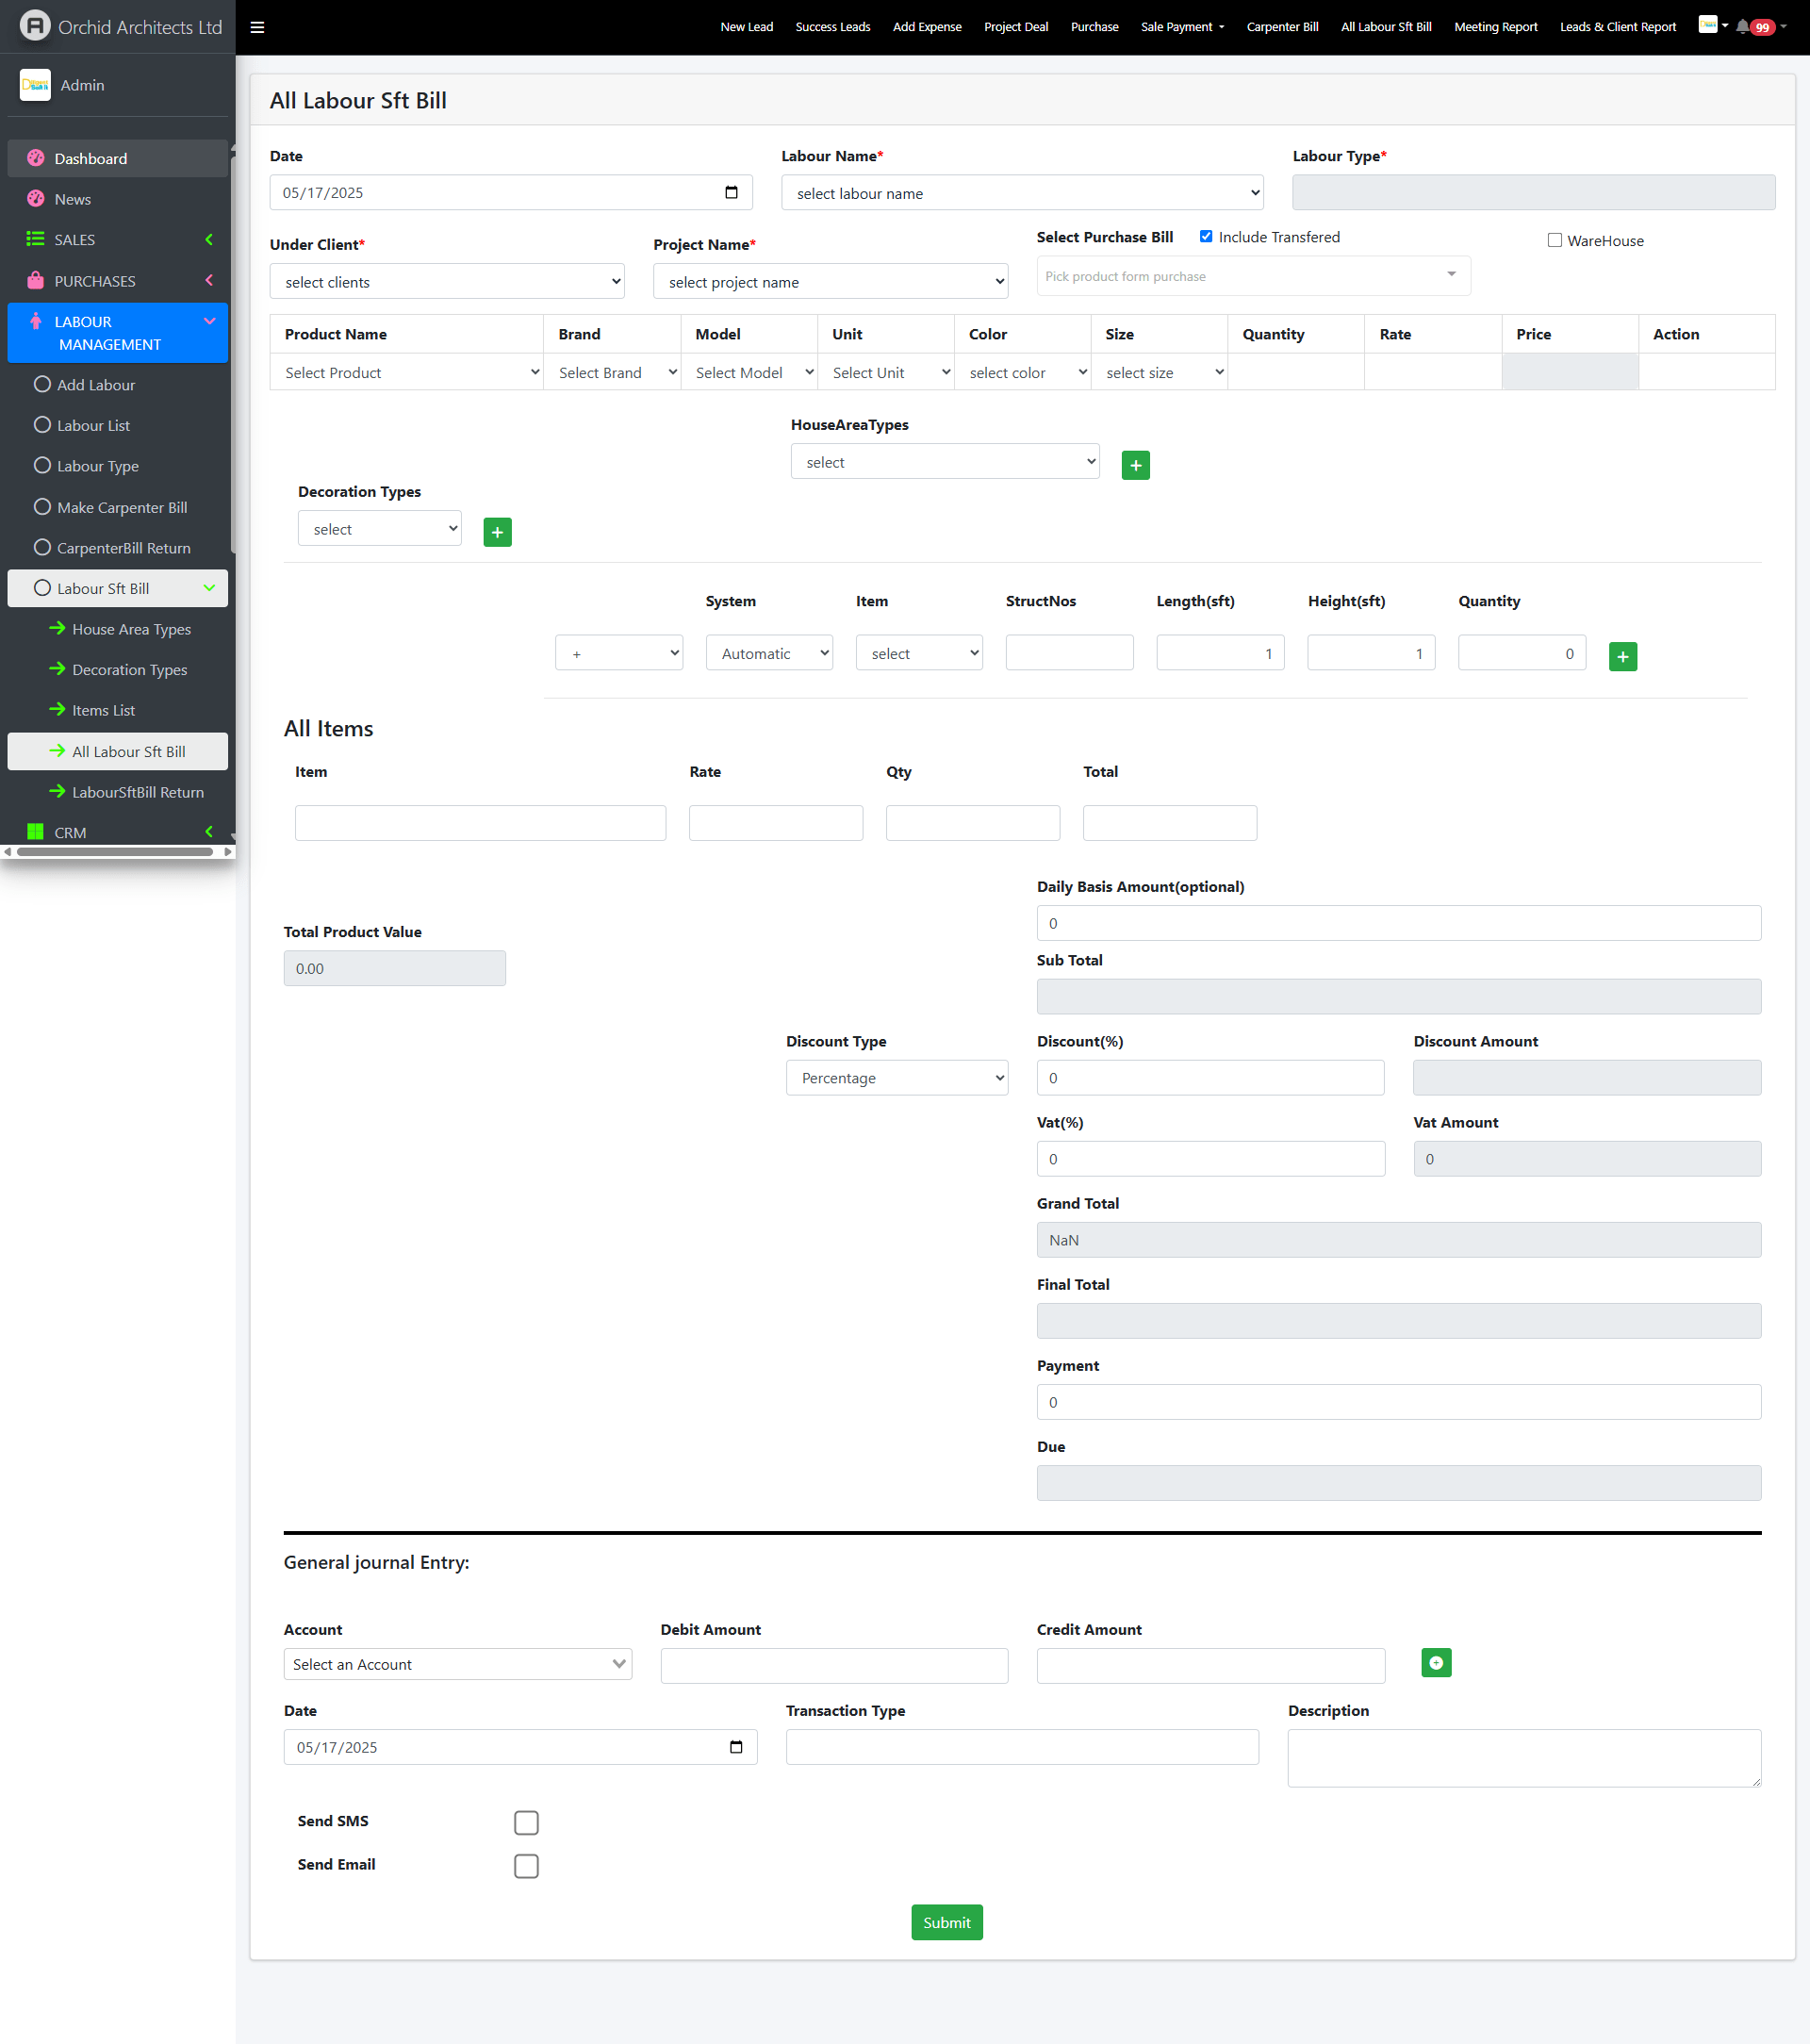 Orchid Architects Ltd
New Lead Success Leads Add Expense Project Deal Purchase Sale Payment Carpenter Bill All Labour Sft Bill Meeting Report Leads & Client Report 99
Admin
Dashboard
News
SALES
PURCHASES
LABOUR
MANAGEMENT
Add Labour
Labour List
Labour Type
Make Carpenter Bill
CarpenterBill Return
Labour Sft Bill
House Area Types
Decoration Types
Items List
All Labour Sft Bill
LabourSftBill Return
CRM
All Labour Sft Bill
Date Labour Name* Labour Type*
05/17/2025 select labour name
Under Client* Project Name* Select Purchase Bill Include Transfered WareHouse
select clients select project name Pick product form purchase
Product Name Brand Model Unit Color Size Quantity Rate Price Action
Select Product Select Brand Select Model Select Unit select color select size
HouseAreaTypes
select +
Decoration Types
select +
System Item StructNos Length(sft) Height(sft) Quantity
+ Automatic select 1 1 0 +
All Items
Item Rate Qty Total
Daily Basis Amount(optional)
0
Total Product Value
0.00
Sub Total
Discount Type Discount(%) Discount Amount
Percentage 0
Vat(%) Vat Amount
0 0
Grand Total
NaN
Final Total
Payment
0
Due
General journal Entry:
Account Debit Amount Credit Amount
Select an Account
Date Transaction Type Description
05/17/2025
Send SMS
Send Email
Submit